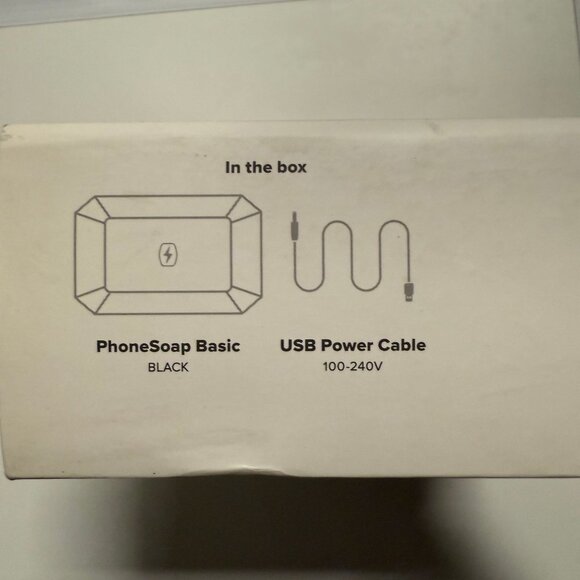 In the box
PhoneSoap Basic
BLACK
USB Power Cable
100-240V